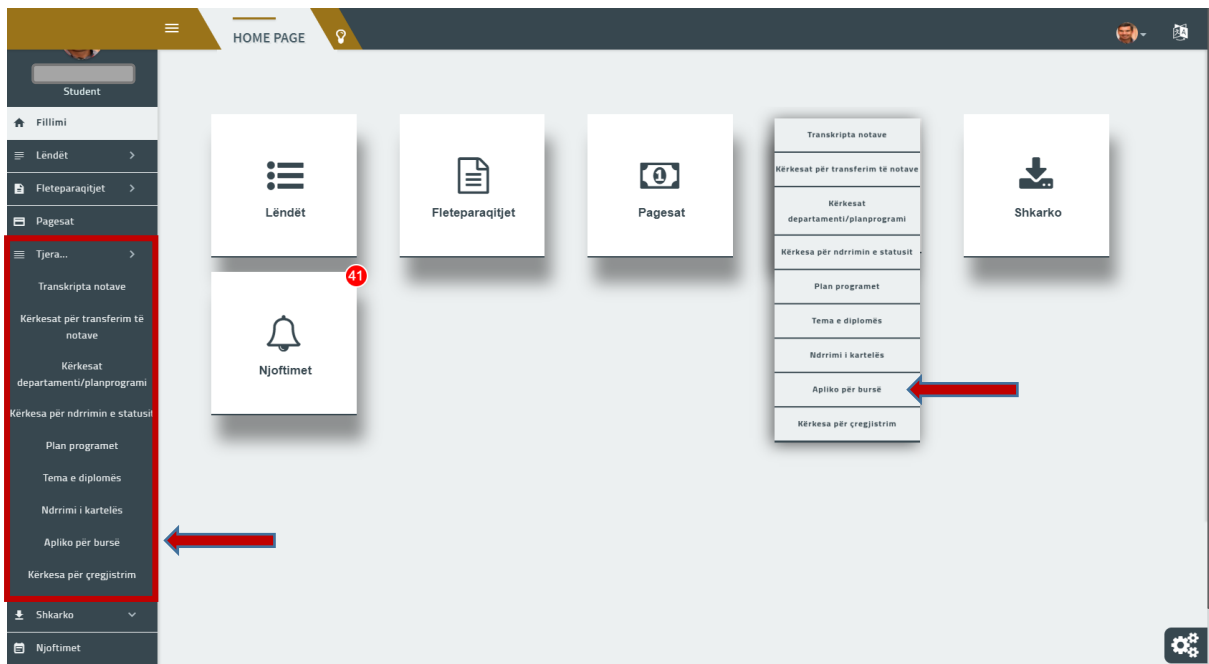 HOME PAGE
Student
Fillimi
Lëndët
Fleteparaqitjet
Pagesat
Tjera...
Transkripta notave
Kërkesat për transferim të
notave
Kërkesat
departamenti/planprogrami
Kërkesa për ndrrimin e statusit
Plan programet
Tema e diplomës
Ndrrimi i kartelës
Apliko për bursë
Kërkesa për çregjistrim
Shkarko
Njoftimet
Lëndët
Fleteparaqitjet
1
Pagesat
Transkripta notave
Kërkesat për transferim të notave
Kërkesat
departamenti/planprogrami
Kërkesa për ndrrimin e statusit
Plan programet
Tema e diplomës
Ndrrimi i kartelës
Apliko për bursë
Kërkesa për çregjistrim
Shkarko
41
Njoftimet